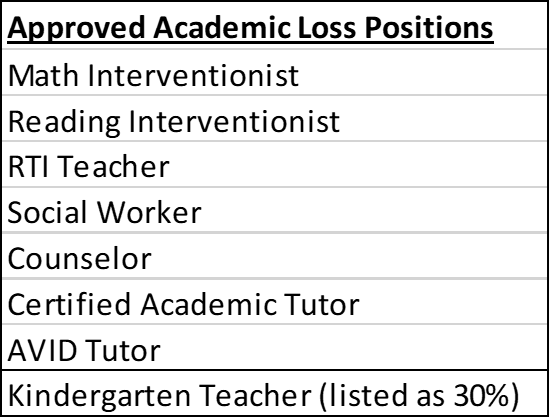 Approved Academic Loss Positions
Math Interventionist
Reading Interventionist
RTI Teacher
Social Worker
Counselor
Certified Academic Tutor
AVID Tutor
Kindergarten Teacher (listed as 30%)